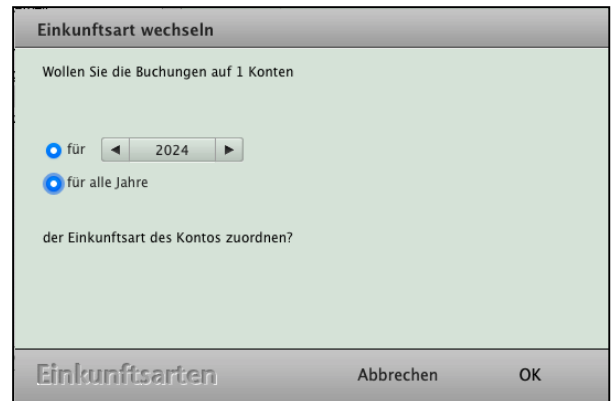 Einkunftsart wechseln
Wollen Sie die Buchungen auf 1 Konten
für ◄ 2024 ►
für alle Jahre
der Einkunftsart des Kontos zuordnen?
Einkunftsarten Abbrechen OK